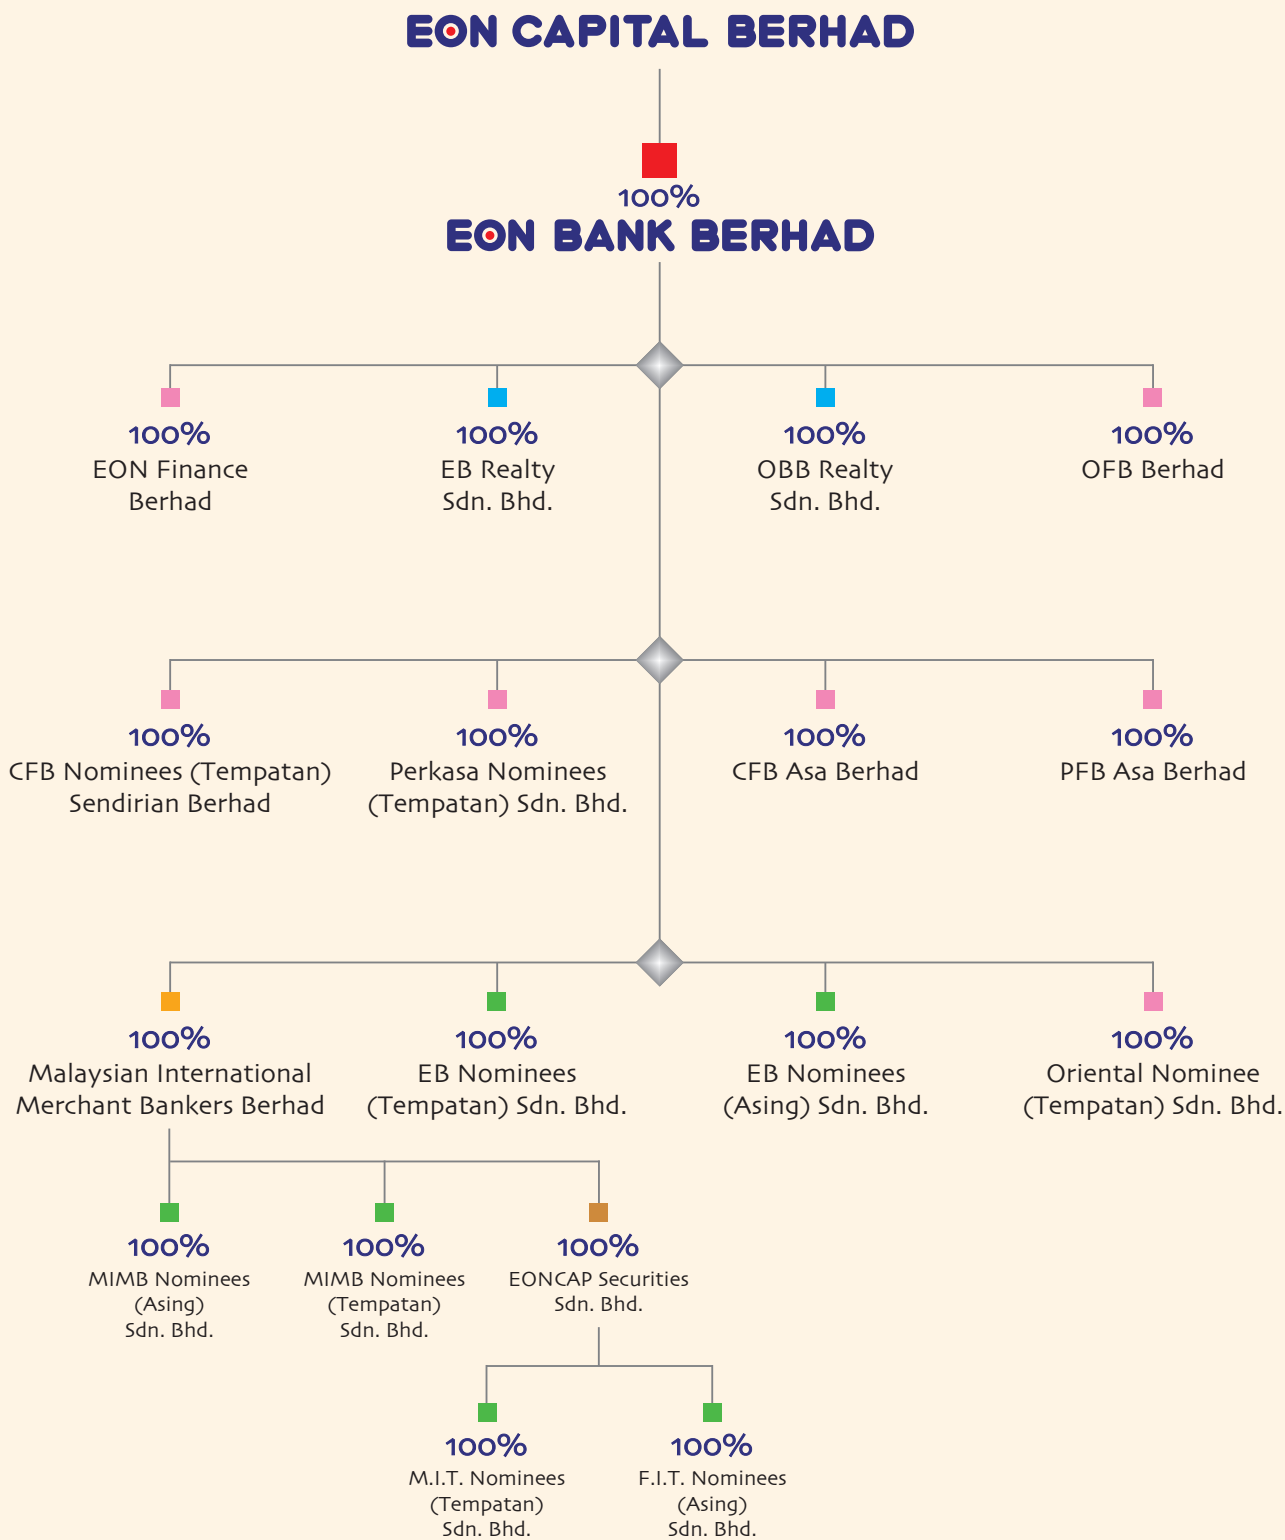 EON CAPITAL BERHAD
100%
EON BANK BERHAD
100%
EON Finance
Berhad
100%
EB Realty
Sdn. Bhd.
100%
OBB Realty
Sdn. Bhd.
100%
OFB Berhad
100%
CFB Nominees (Tempatan)
Sendirian Berhad
100%
Perkasa Nominees
(Tempatan) Sdn. Bhd.
100%
CFB Asa Berhad
100%
PFB Asa Berhad
100%
Malaysian International
Merchant Bankers Berhad
100%
EB Nominees
(Tempatan) Sdn. Bhd.
100%
EB Nominees
(Asing) Sdn. Bhd.
100%
Oriental Nominee
(Tempatan) Sdn. Bhd.
100%
MIMB Nominees
(Asing)
Sdn. Bhd.
100%
MIMB Nominees
(Tempatan)
Sdn. Bhd.
100%
EONCAP Securities
Sdn. Bhd.
100%
M.I.T. Nominees
(Tempatan)
Sdn. Bhd.
100%
F.I.T. Nominees
(Asing)
Sdn. Bhd.